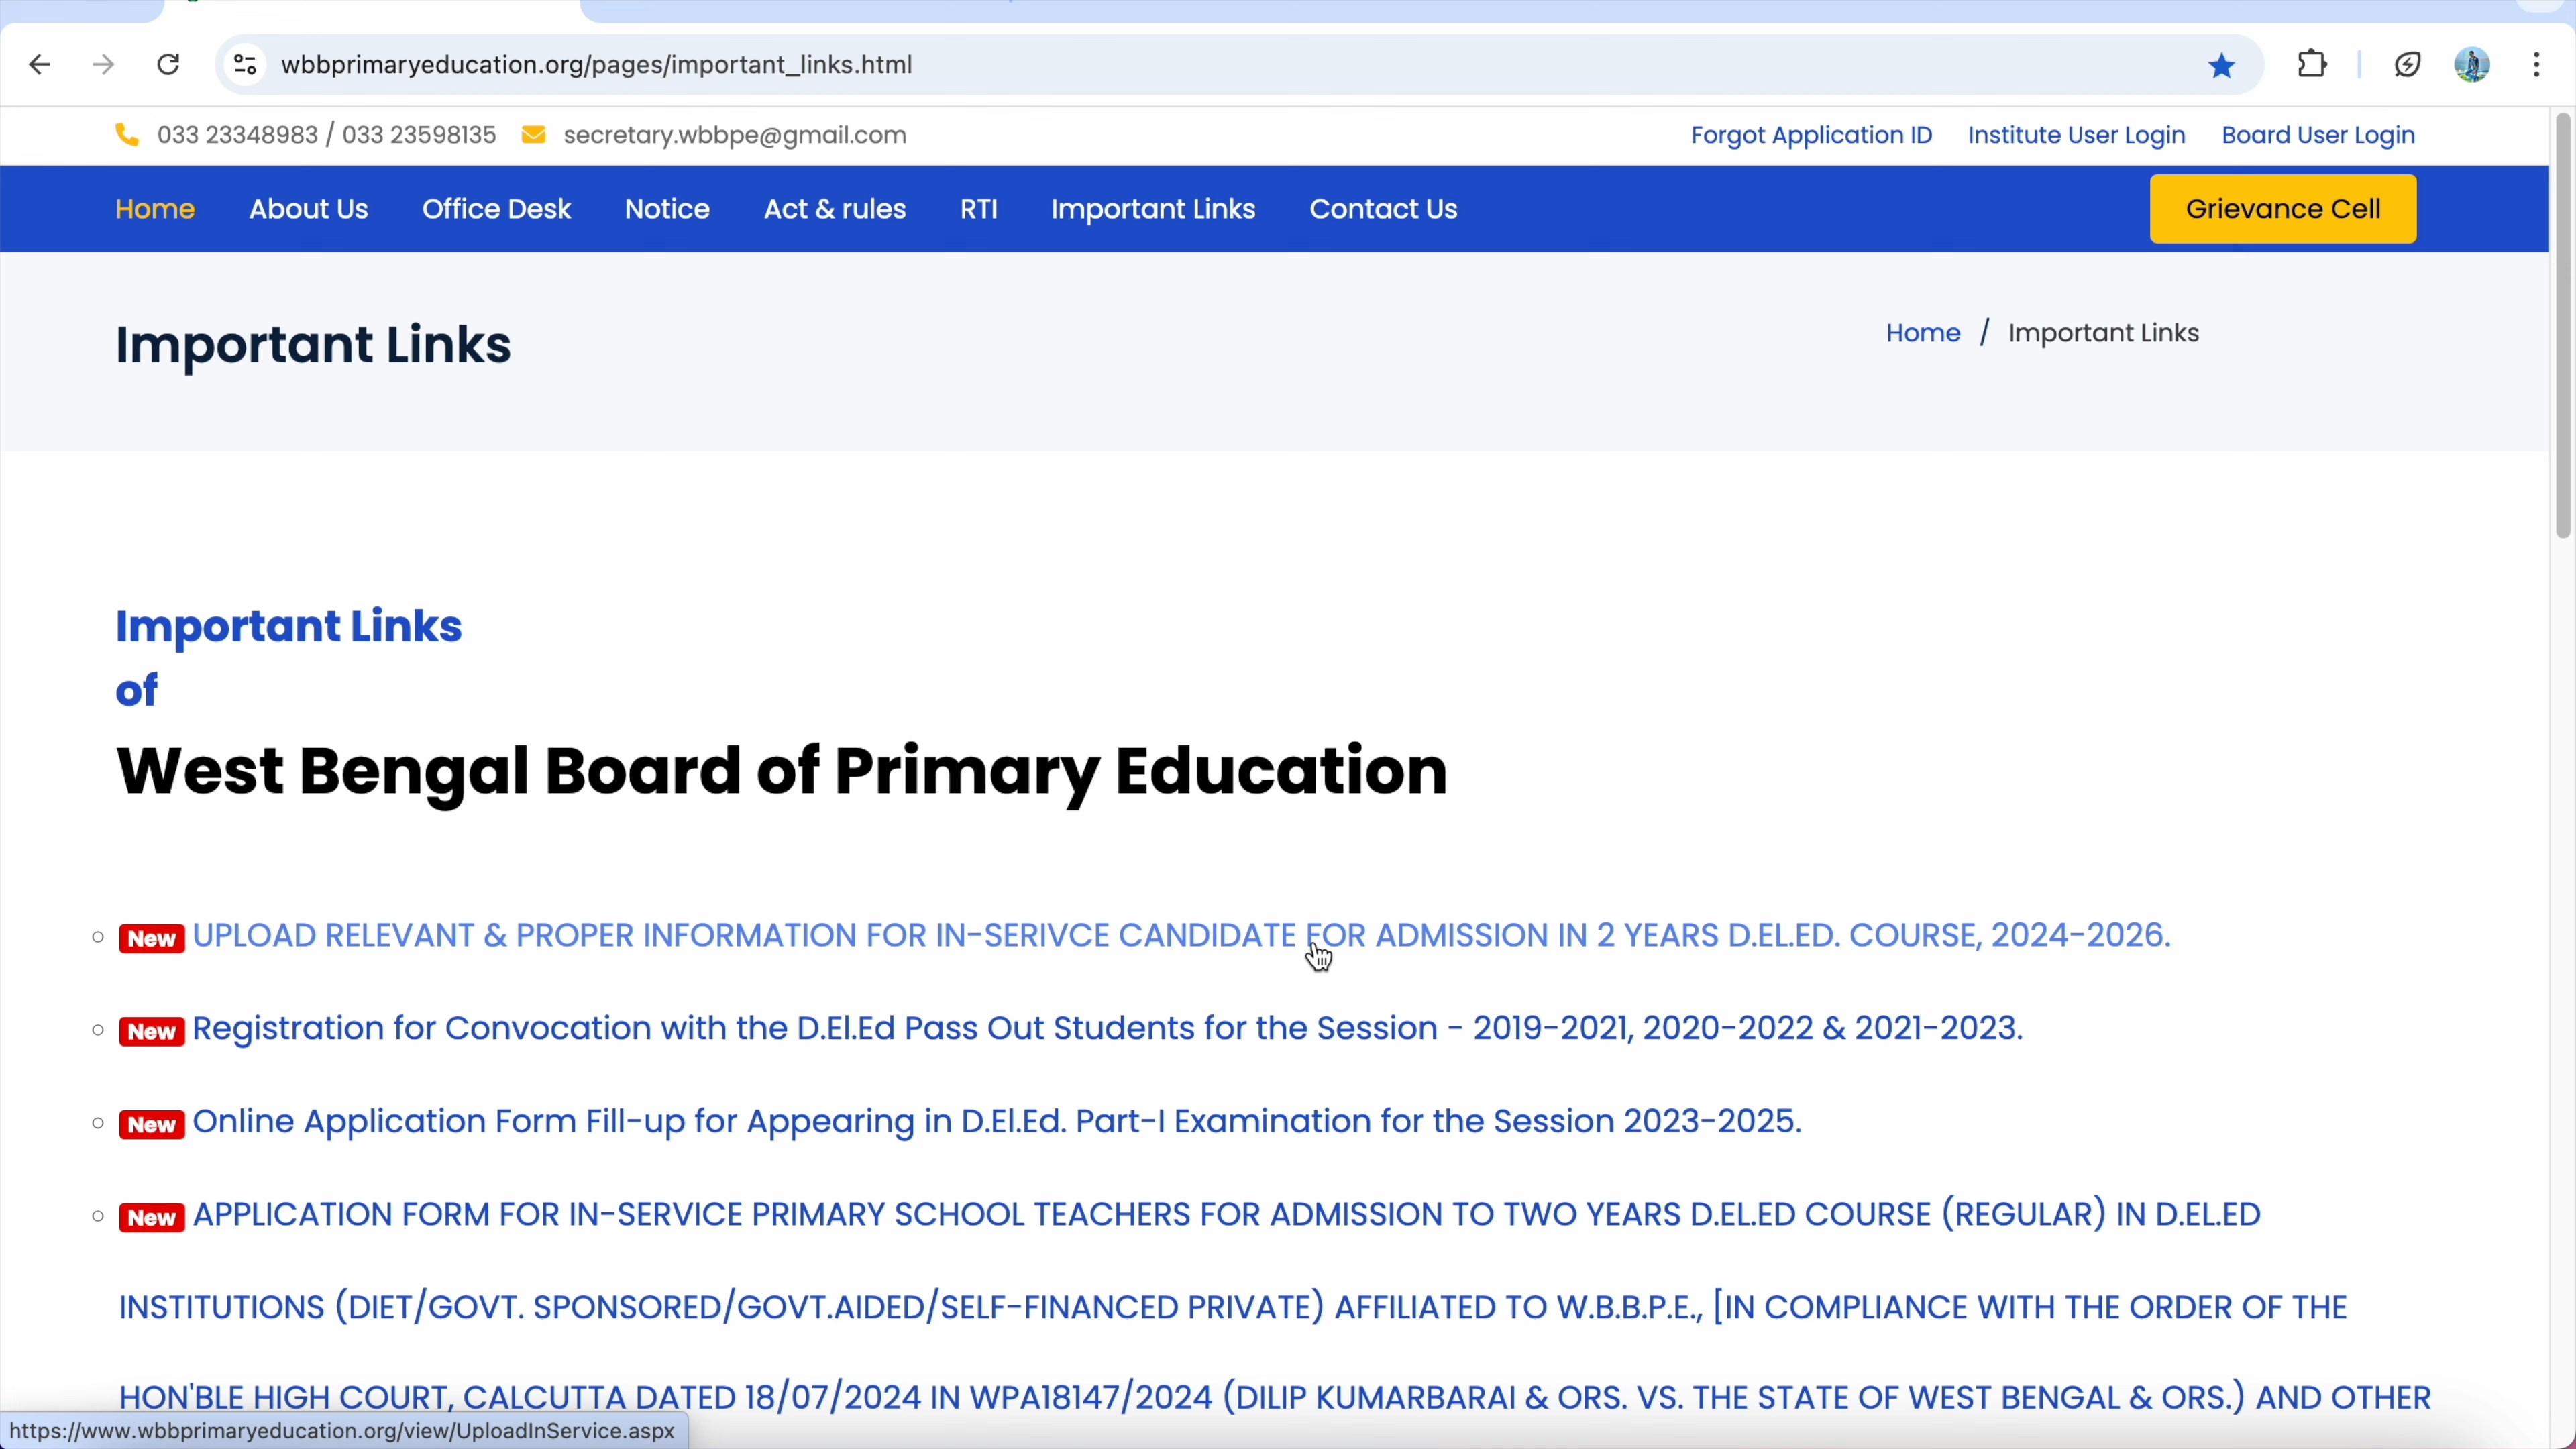 wbbprimaryeducation.org/pages/important_links.html
033 23348983 / 033 23598135 secretary.wbbpe@gmail.com Forgot Application ID Institute User Login Board User Login
Home About Us Office Desk Notice Act & rules RTI Important Links Contact Us Grievance Cell
Important Links Home / Important Links
Important Links
of
West Bengal Board of Primary Education
New UPLOAD RELEVANT & PROPER INFORMATION FOR IN-SERIVCE CANDIDATE FOR ADMISSION IN 2 YEARS D.EL.ED. COURSE, 2024-2026.
New Registration for Convocation with the D.El.Ed Pass Out Students for the Session - 2019-2021, 2020-2022 & 2021-2023.
New Online Application Form Fill-up for Appearing in D.El.Ed. Part-I Examination for the Session 2023-2025.
New APPLICATION FORM FOR IN-SERVICE PRIMARY SCHOOL TEACHERS FOR ADMISSION TO TWO YEARS D.EL.ED COURSE (REGULAR) IN D.EL.ED
INSTITUTIONS (DIET/GOVT. SPONSORED/GOVT.AIDED/SELF-FINANCED PRIVATE) AFFILIATED TO W.B.B.P.E., [IN COMPLIANCE WITH THE ORDER OF THE
HON'BLE HIGH COURT, CALCUTTA DATED 18/07/2024 IN WPA18147/2024 (DILIP KUMARBARAI & ORS. VS. THE STATE OF WEST BENGAL & ORS.) AND OTHER
https://www.wbbprimaryeducation.org/view/UploadInService.aspx